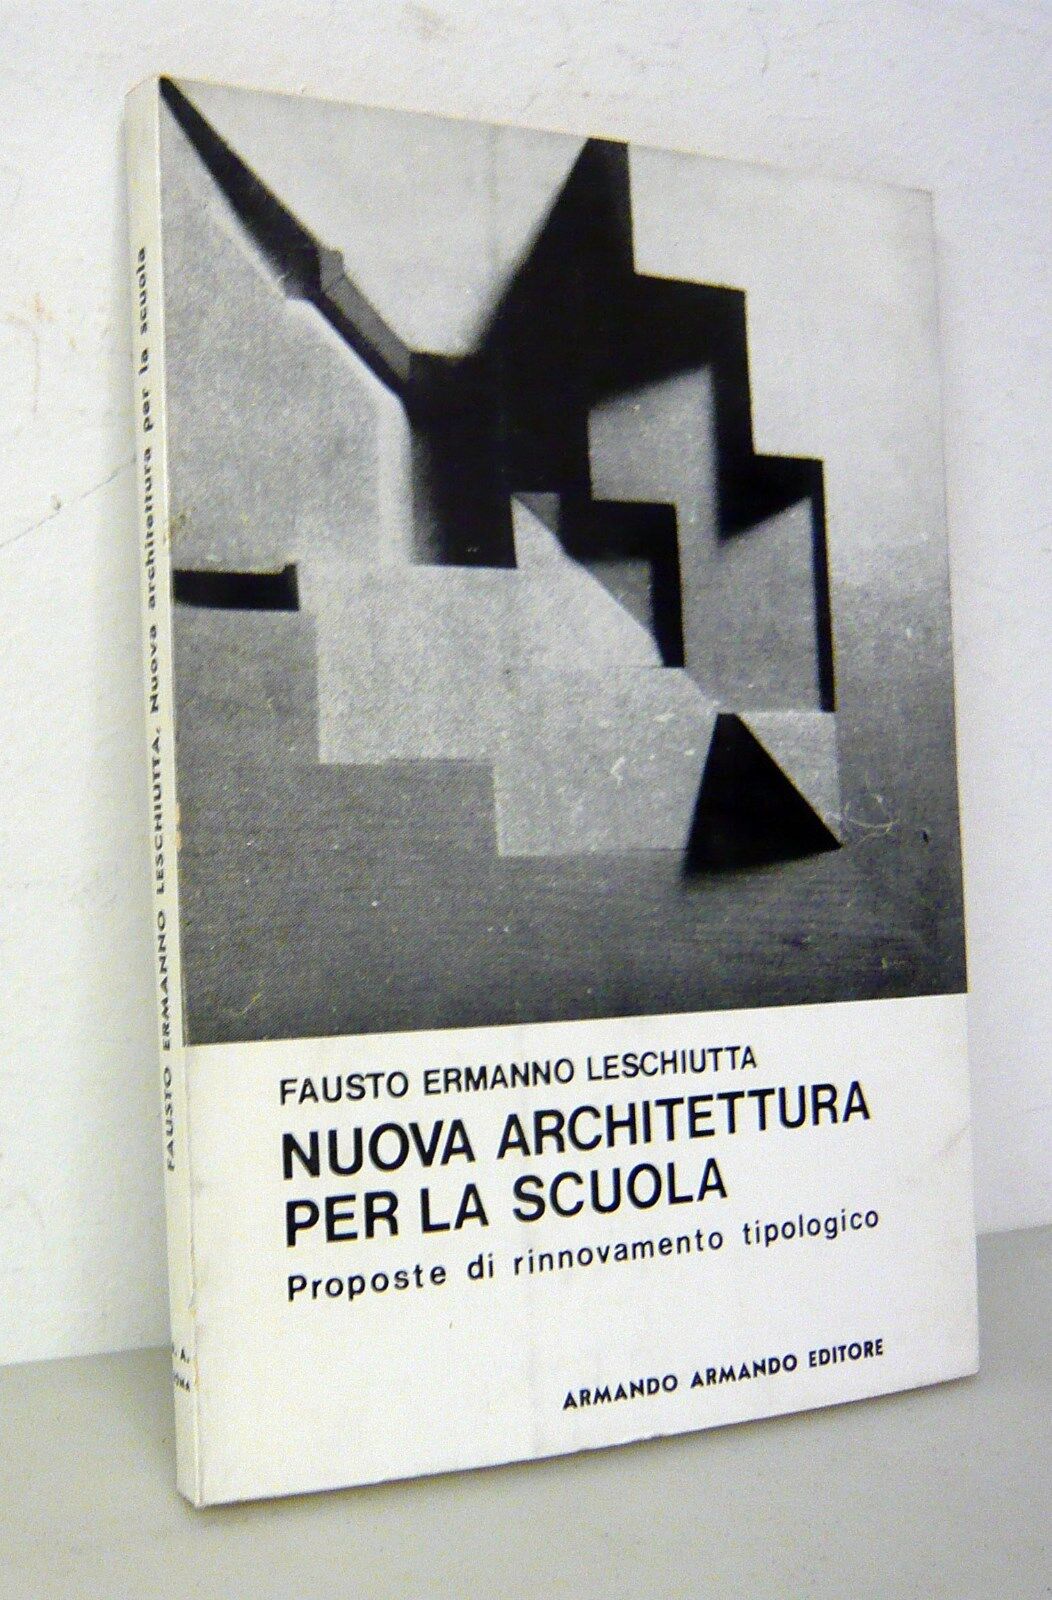 FAUSTO ERMANNO LESCHIUTTA
NUOVA ARCHITETTURA
PER LA SCUOLA
Proposte di rinnovamento tipologico
ARMANDO ARMANDO EDITORE
FAUSTO ERMANNO LESCHIUTTA. Nuova architettura per la scuola